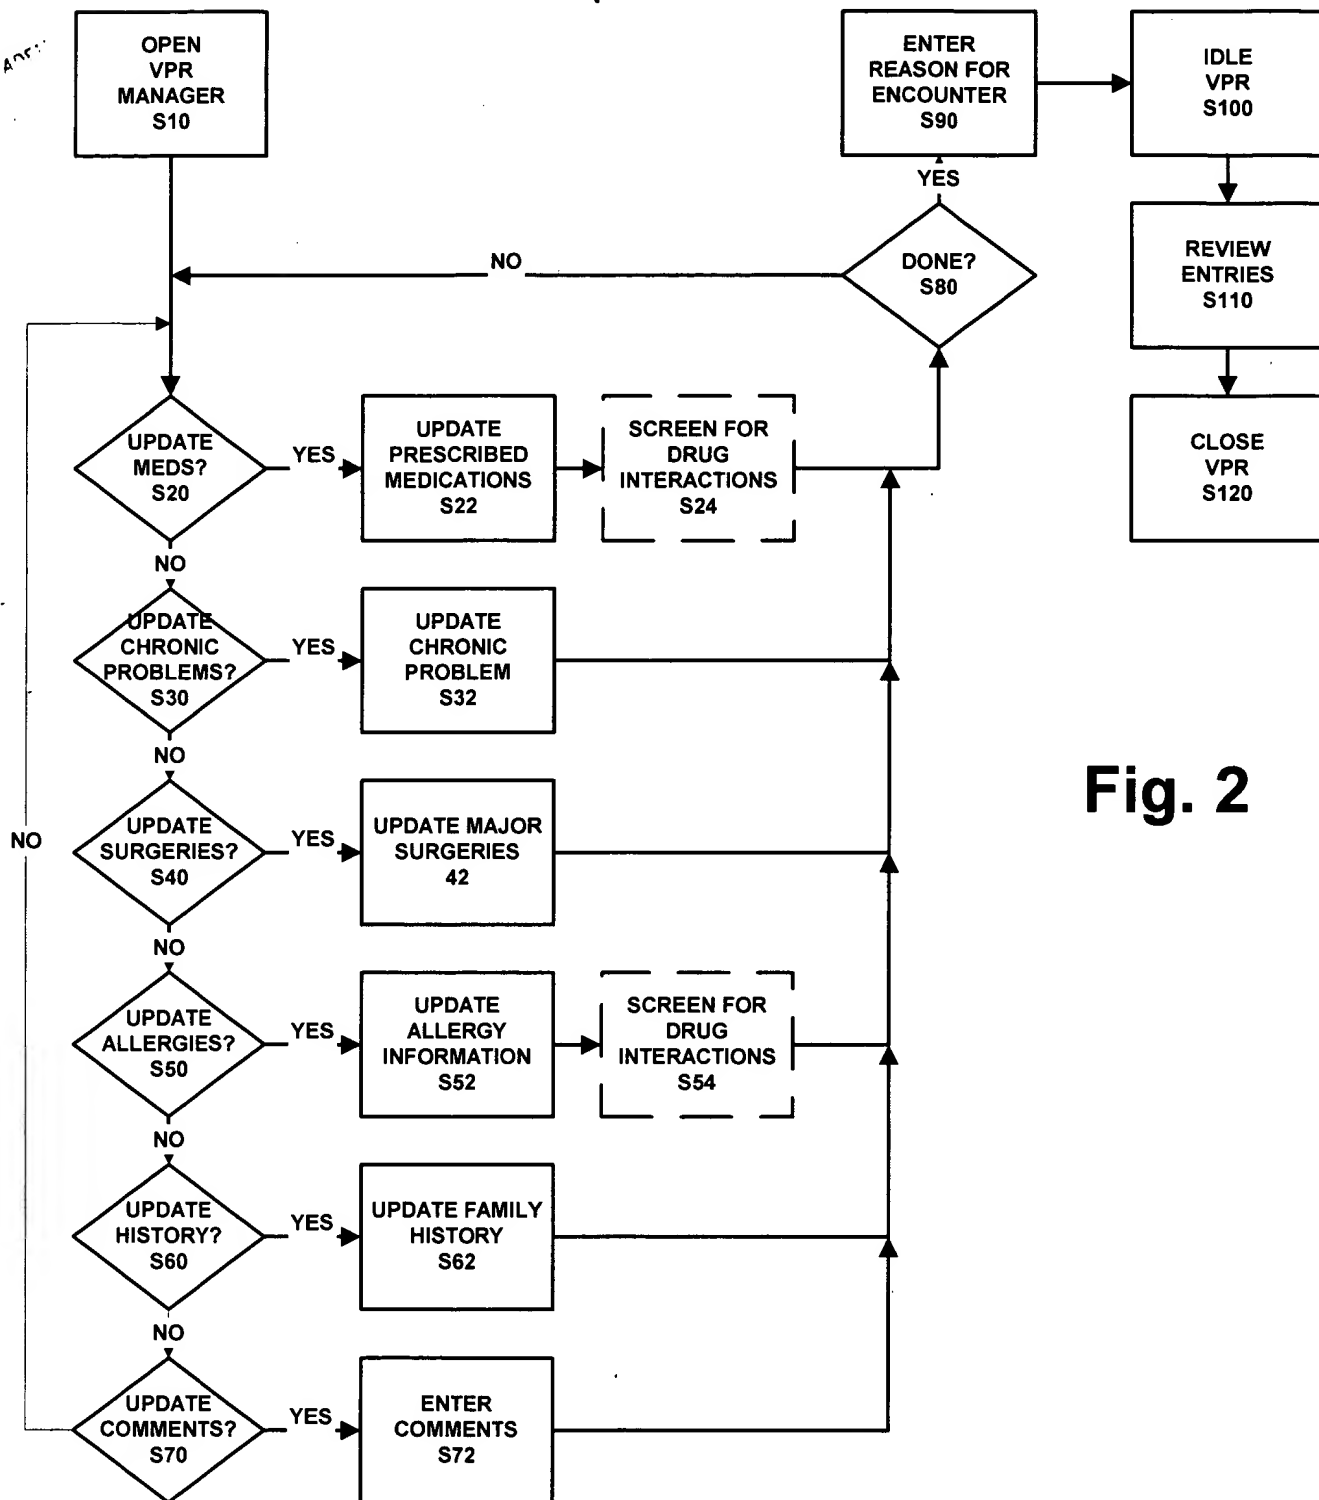 OPEN
VPR
MANAGER
S10
ENTER
REASON FOR
ENCOUNTER
S90
IDLE
VPR
S100
YES
DONE?
S80
NO
REVIEW
ENTRIES
S110
CLOSE
VPR
S120
UPDATE
MEDS?
S20
YES
UPDATE
PRESCRIBED
MEDICATIONS
S22
SCREEN FOR
DRUG
INTERACTIONS
S24
NO
UPDATE
CHRONIC
PROBLEMS?
S30
YES
UPDATE
CHRONIC
PROBLEM
S32
NO
UPDATE
SURGERIES?
S40
YES
UPDATE MAJOR
SURGERIES
42
NO
Fig. 2
NO
UPDATE
ALLERGIES?
S50
YES
UPDATE
ALLERGY
INFORMATION
S52
SCREEN FOR
DRUG
INTERACTIONS
S54
NO
UPDATE
HISTORY?
S60
YES
UPDATE FAMILY
HISTORY
S62
NO
UPDATE
COMMENTS?
S70
YES
ENTER
COMMENTS
S72